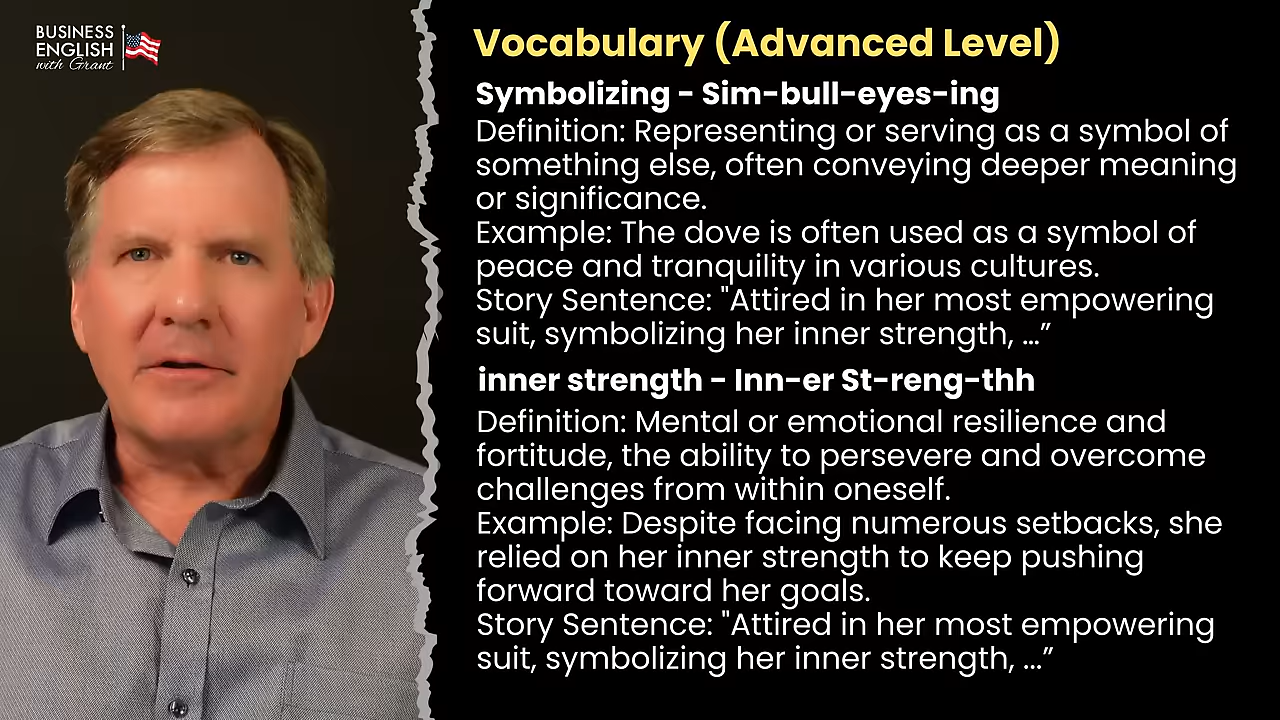 BUSINESS
ENGLISH
with Grant
Vocabulary (Advanced Level)
Symbolizing - Sim-bull-eyes-ing
Definition: Representing or serving as a symbol of
something else, often conveying deeper meaning
or significance.
Example: The dove is often used as a symbol of
peace and tranquility in various cultures.
Story Sentence: "Attired in her most empowering
suit, symbolizing her inner strength, ...”
inner strength - Inn-er St-reng-thh
Definition: Mental or emotional resilience and
fortitude, the ability to persevere and overcome
challenges from within oneself.
Example: Despite facing numerous setbacks, she
relied on her inner strength to keep pushing
forward toward her goals.
Story Sentence: "Attired in her most empowering
suit, symbolizing her inner strength, ...”